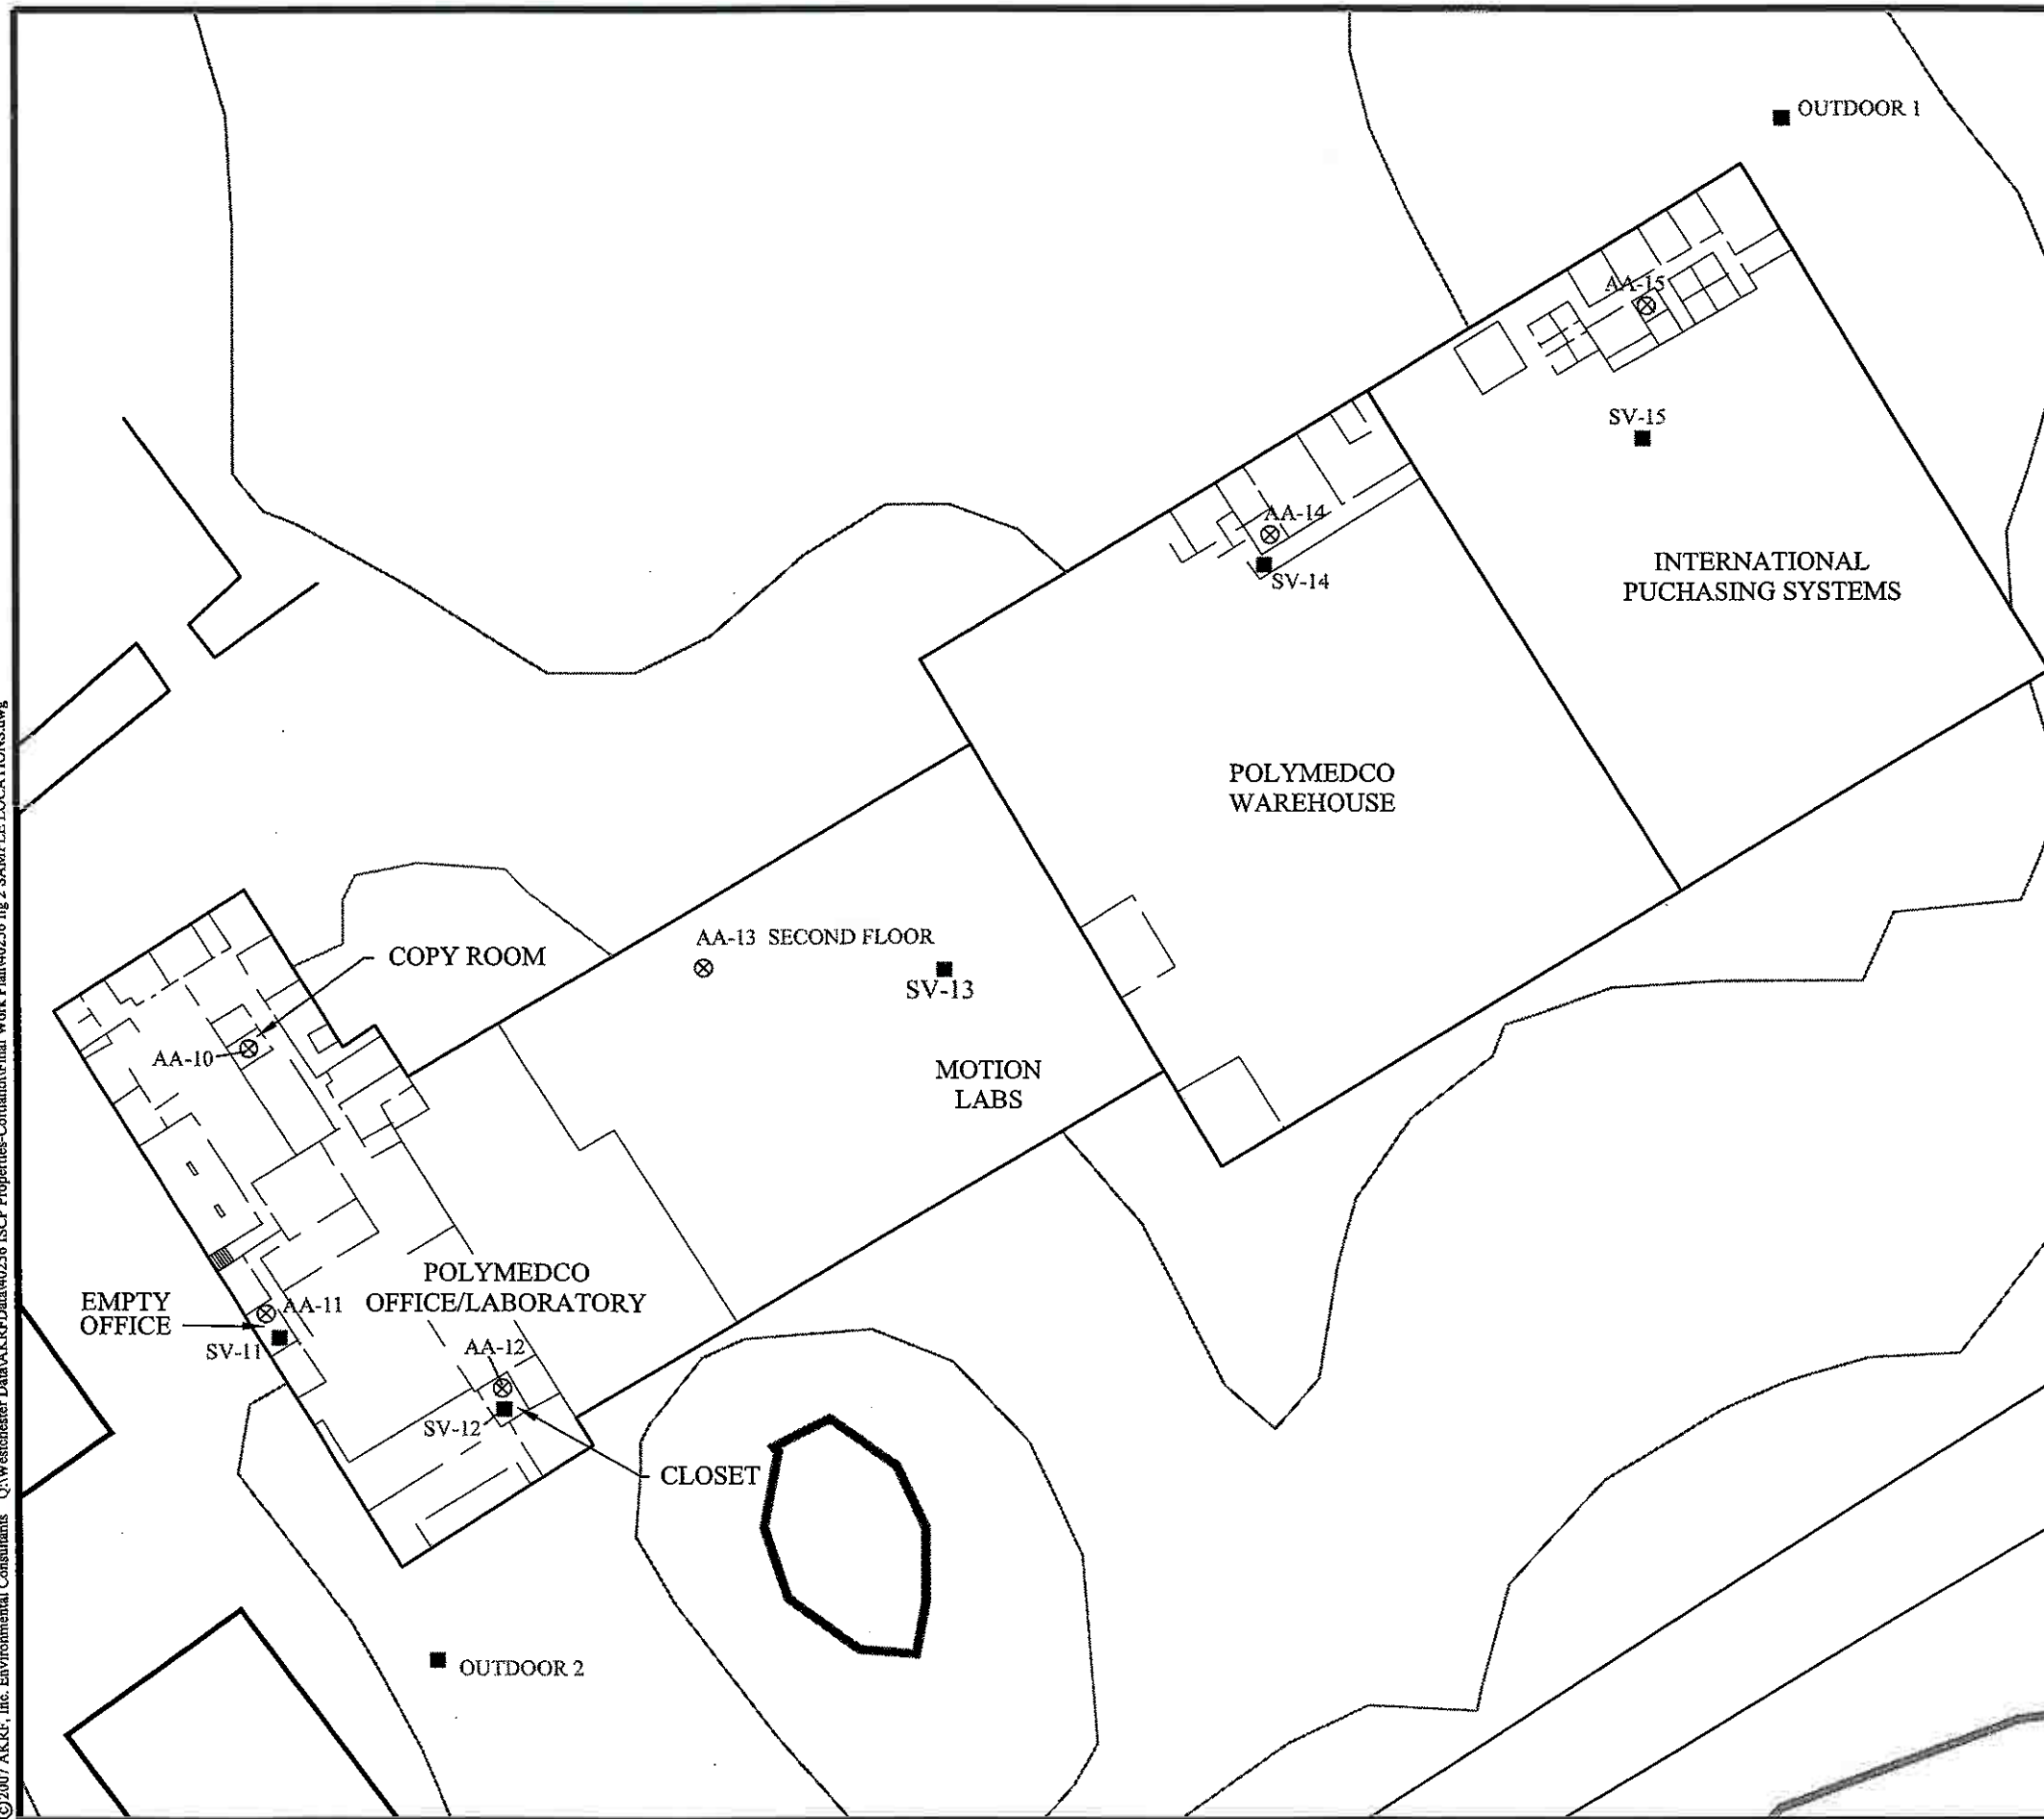 OUTDOOR 1
AA-15
SV-15
AA-14
SV-14
INTERNATIONAL
PUCHASING SYSTEMS
POLYMEDCO
WAREHOUSE
AA-13 SECOND FLOOR
SV-13
COPY ROOM
AA-10
MOTION
LABS
POLYMEDCO
OFFICE/LABORATORY
EMPTY
OFFICE
AA-11
SV-11
AA-12
SV-12
CLOSET
OUTDOOR 2
©2007 AKRF, Inc. Environmental Consultants